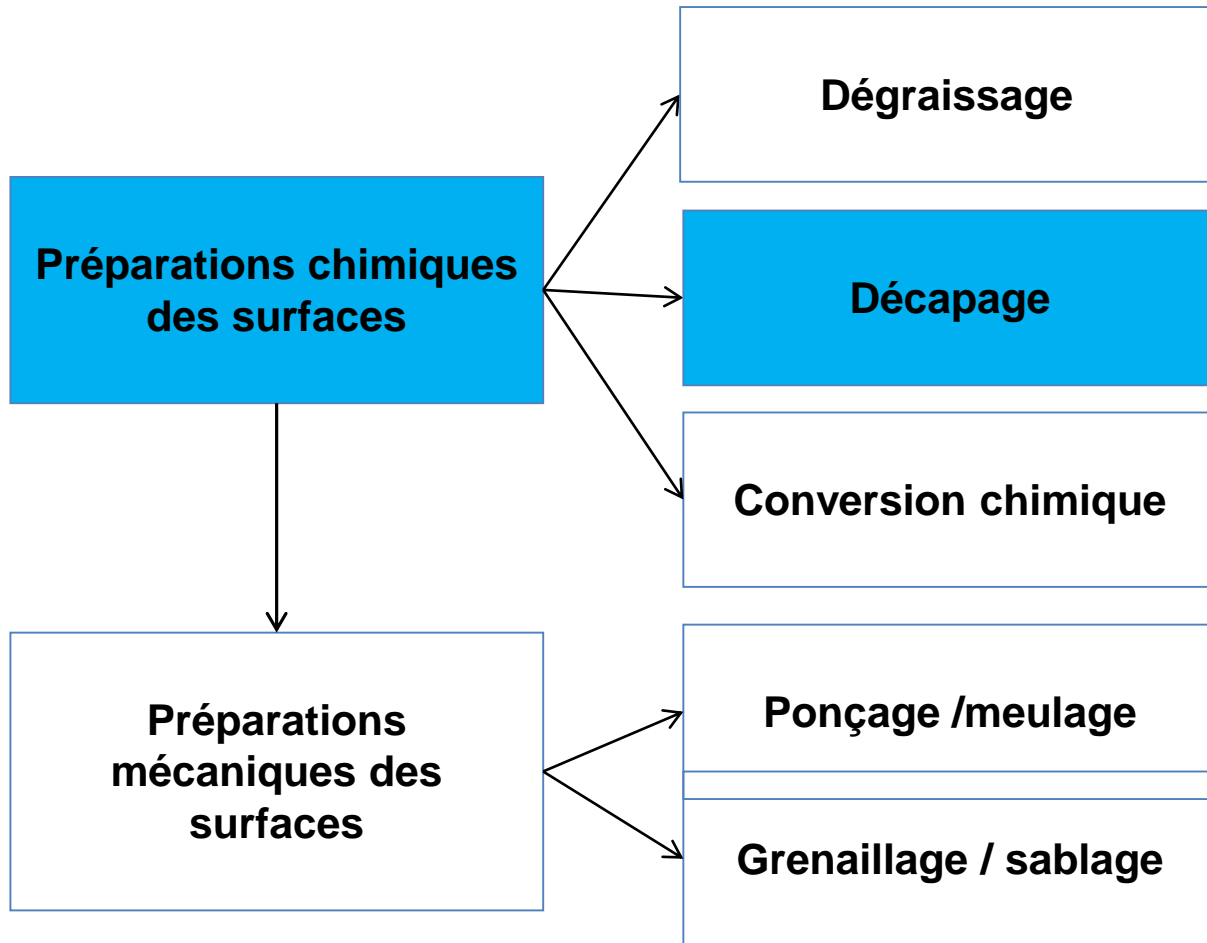 Dégraissage
Préparations chimiques
des surfaces
Décapage
Conversion chimique
Préparations
mécaniques des
surfaces
Ponçage /meulage
Grenaillage / sablage